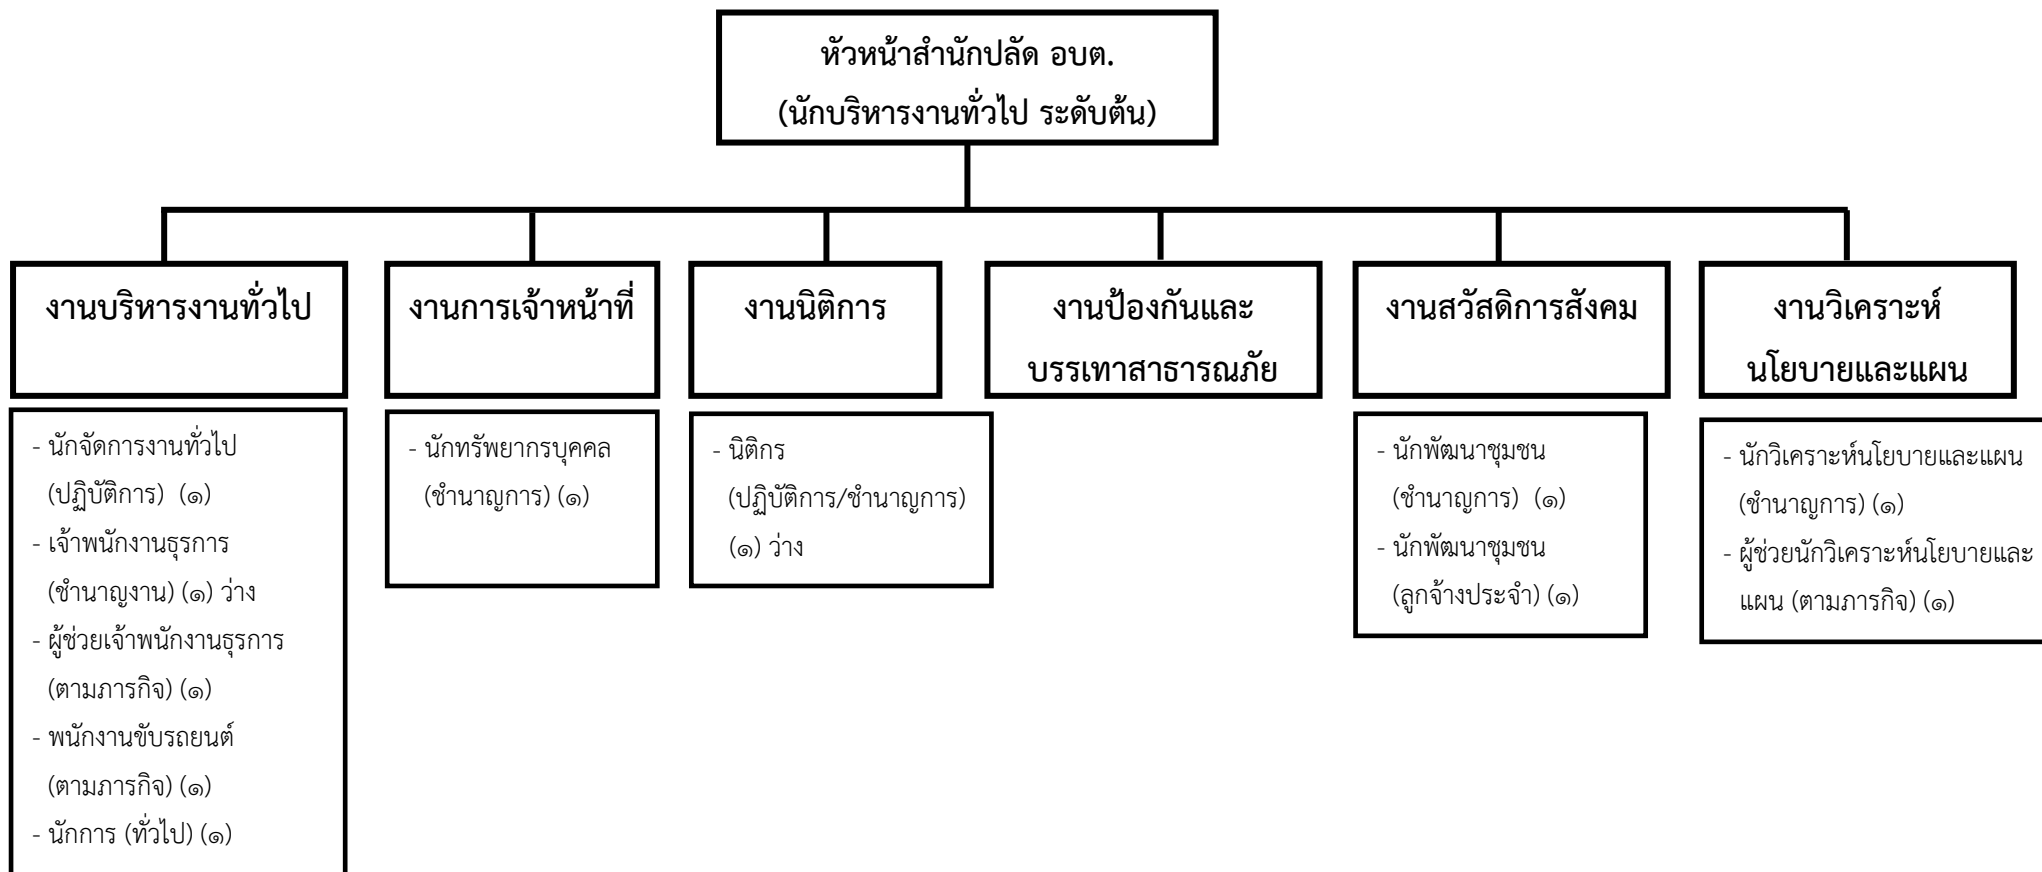 หัวหน้าสำนักปลัด อบต.
(นักบริหารงานทั่วไป ระดับต้น)
งานบริหารงานทั่วไป
งานการเจ้าหน้าที่
งานนิติการ
งานป้องกันและ
บรรเทาสาธารณภัย
งานสวัสดิการสังคม
งานวิเคราะห์
นโยบายและแผน
- นักจัดการงานทั่วไป
(ปฏิบัติการ) (๑)
- เจ้าพนักงานธุรการ
(ชำนาญงาน) (๑) ว่าง
- ผู้ช่วยเจ้าพนักงานธุรการ
(ตามภารกิจ) (๑)
- พนักงานขับรถยนต์
(ตามภารกิจ) (๑)
- นักการ (ทั่วไป) (๑)
- นักทรัพยากรบุคคล
(ชำนาญการ) (๑)
- นิติกร
(ปฏิบัติการ/ชำนาญการ)
(๑) ว่าง
- นักพัฒนาชุมชน
(ชำนาญการ) (๑)
- นักพัฒนาชุมชน
(ลูกจ้างประจำ) (๑)
- นักวิเคราะห์นโยบายและแผน
(ชำนาญการ) (๑)
- ผู้ช่วยนักวิเคราะห์นโยบายและ
แผน (ตามภารกิจ) (๑)